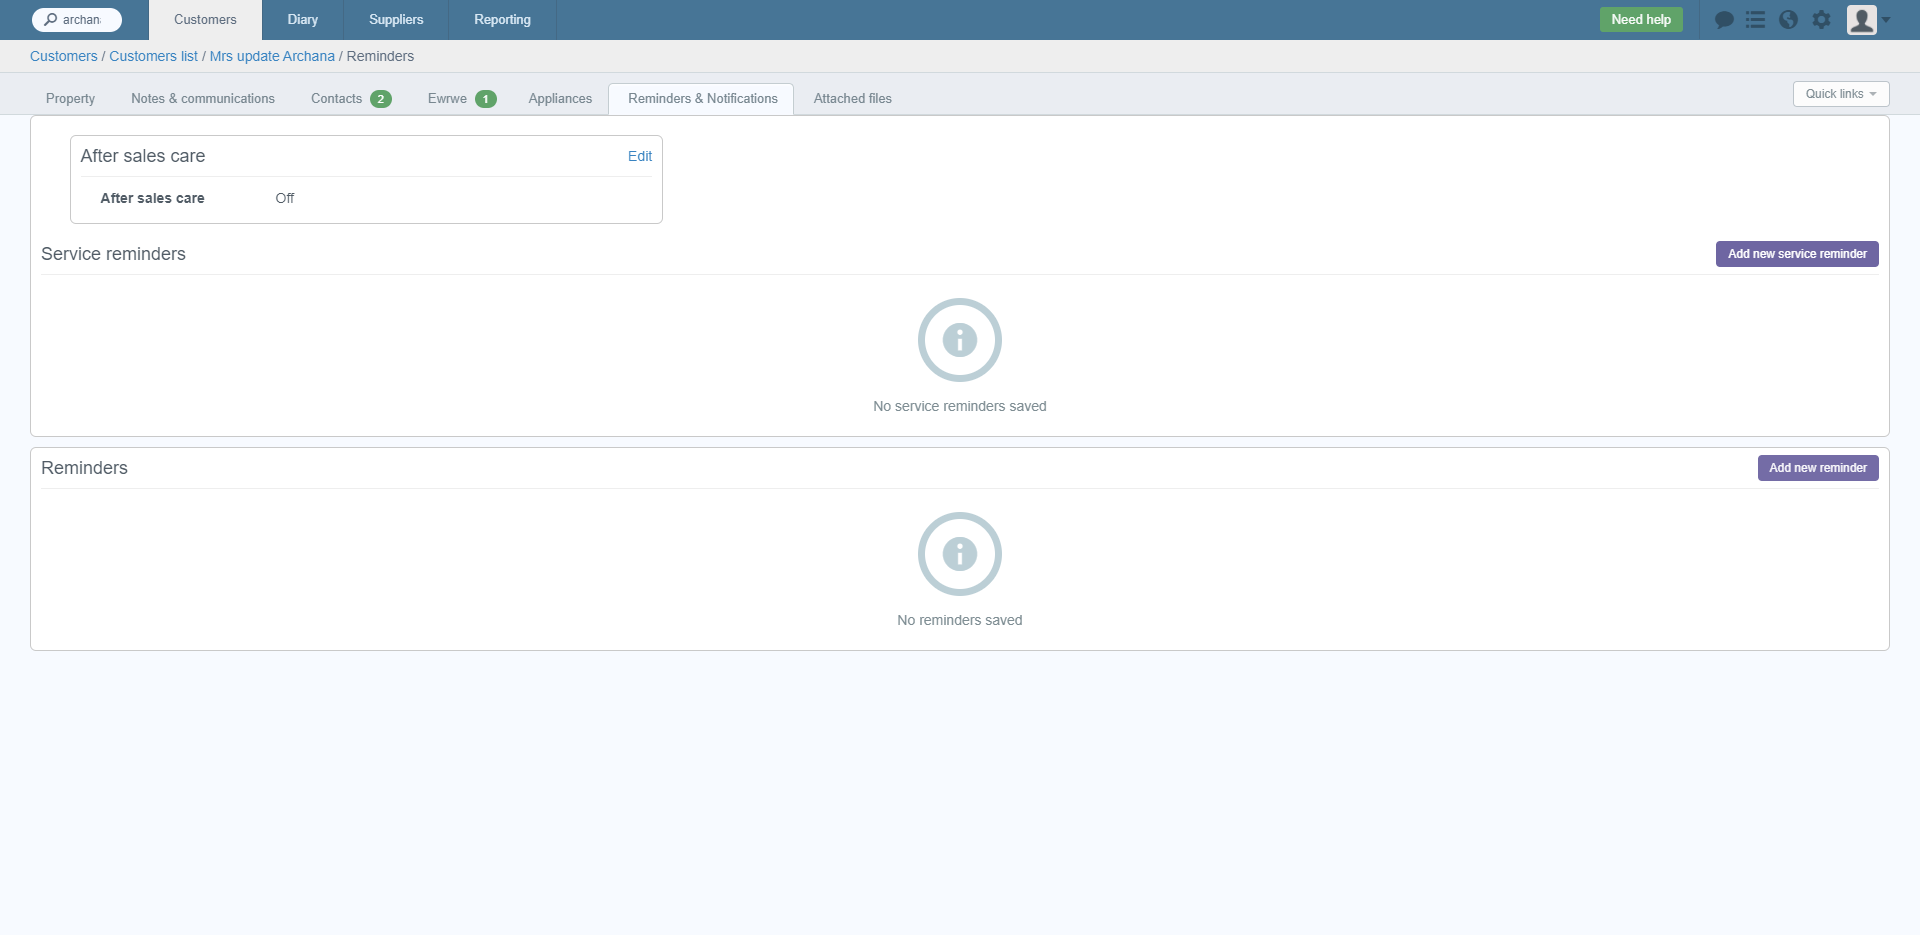 archan
Customers
Diary
Suppliers
Reporting
Need help
Customers / Customers list / Mrs update Archana / Reminders
Property
Notes & communications
Contacts 2
Ewrwe 1
Appliances
Reminders & Notifications
Attached files
Quick links
After sales care
Edit
After sales care Off
Service reminders
Add new service reminder
No service reminders saved
Reminders
Add new reminder
No reminders saved